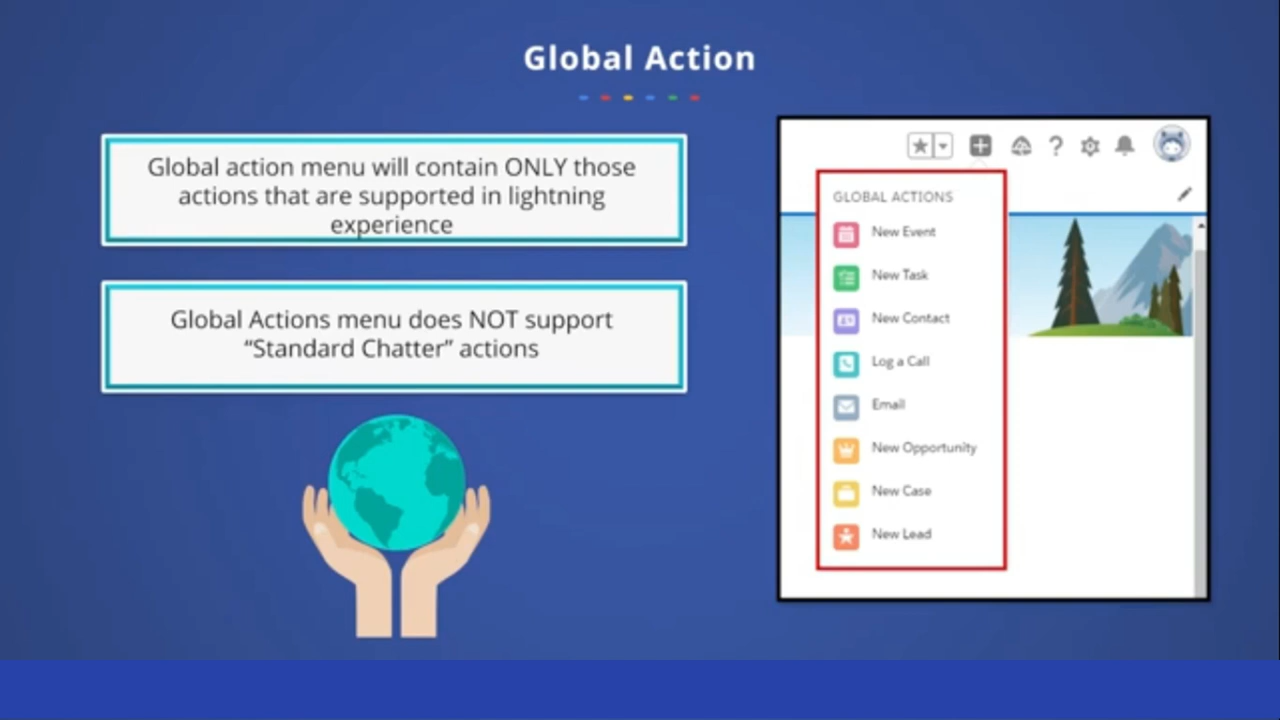 Global Action
Global action menu will contain ONLY those
actions that are supported in lightning
experience
Global Actions menu does NOT support
“Standard Chatter” actions
GLOBAL ACTIONS
New Event
New Task
New Contact
Log a Call
Email
New Opportunity
New Case
New Lead